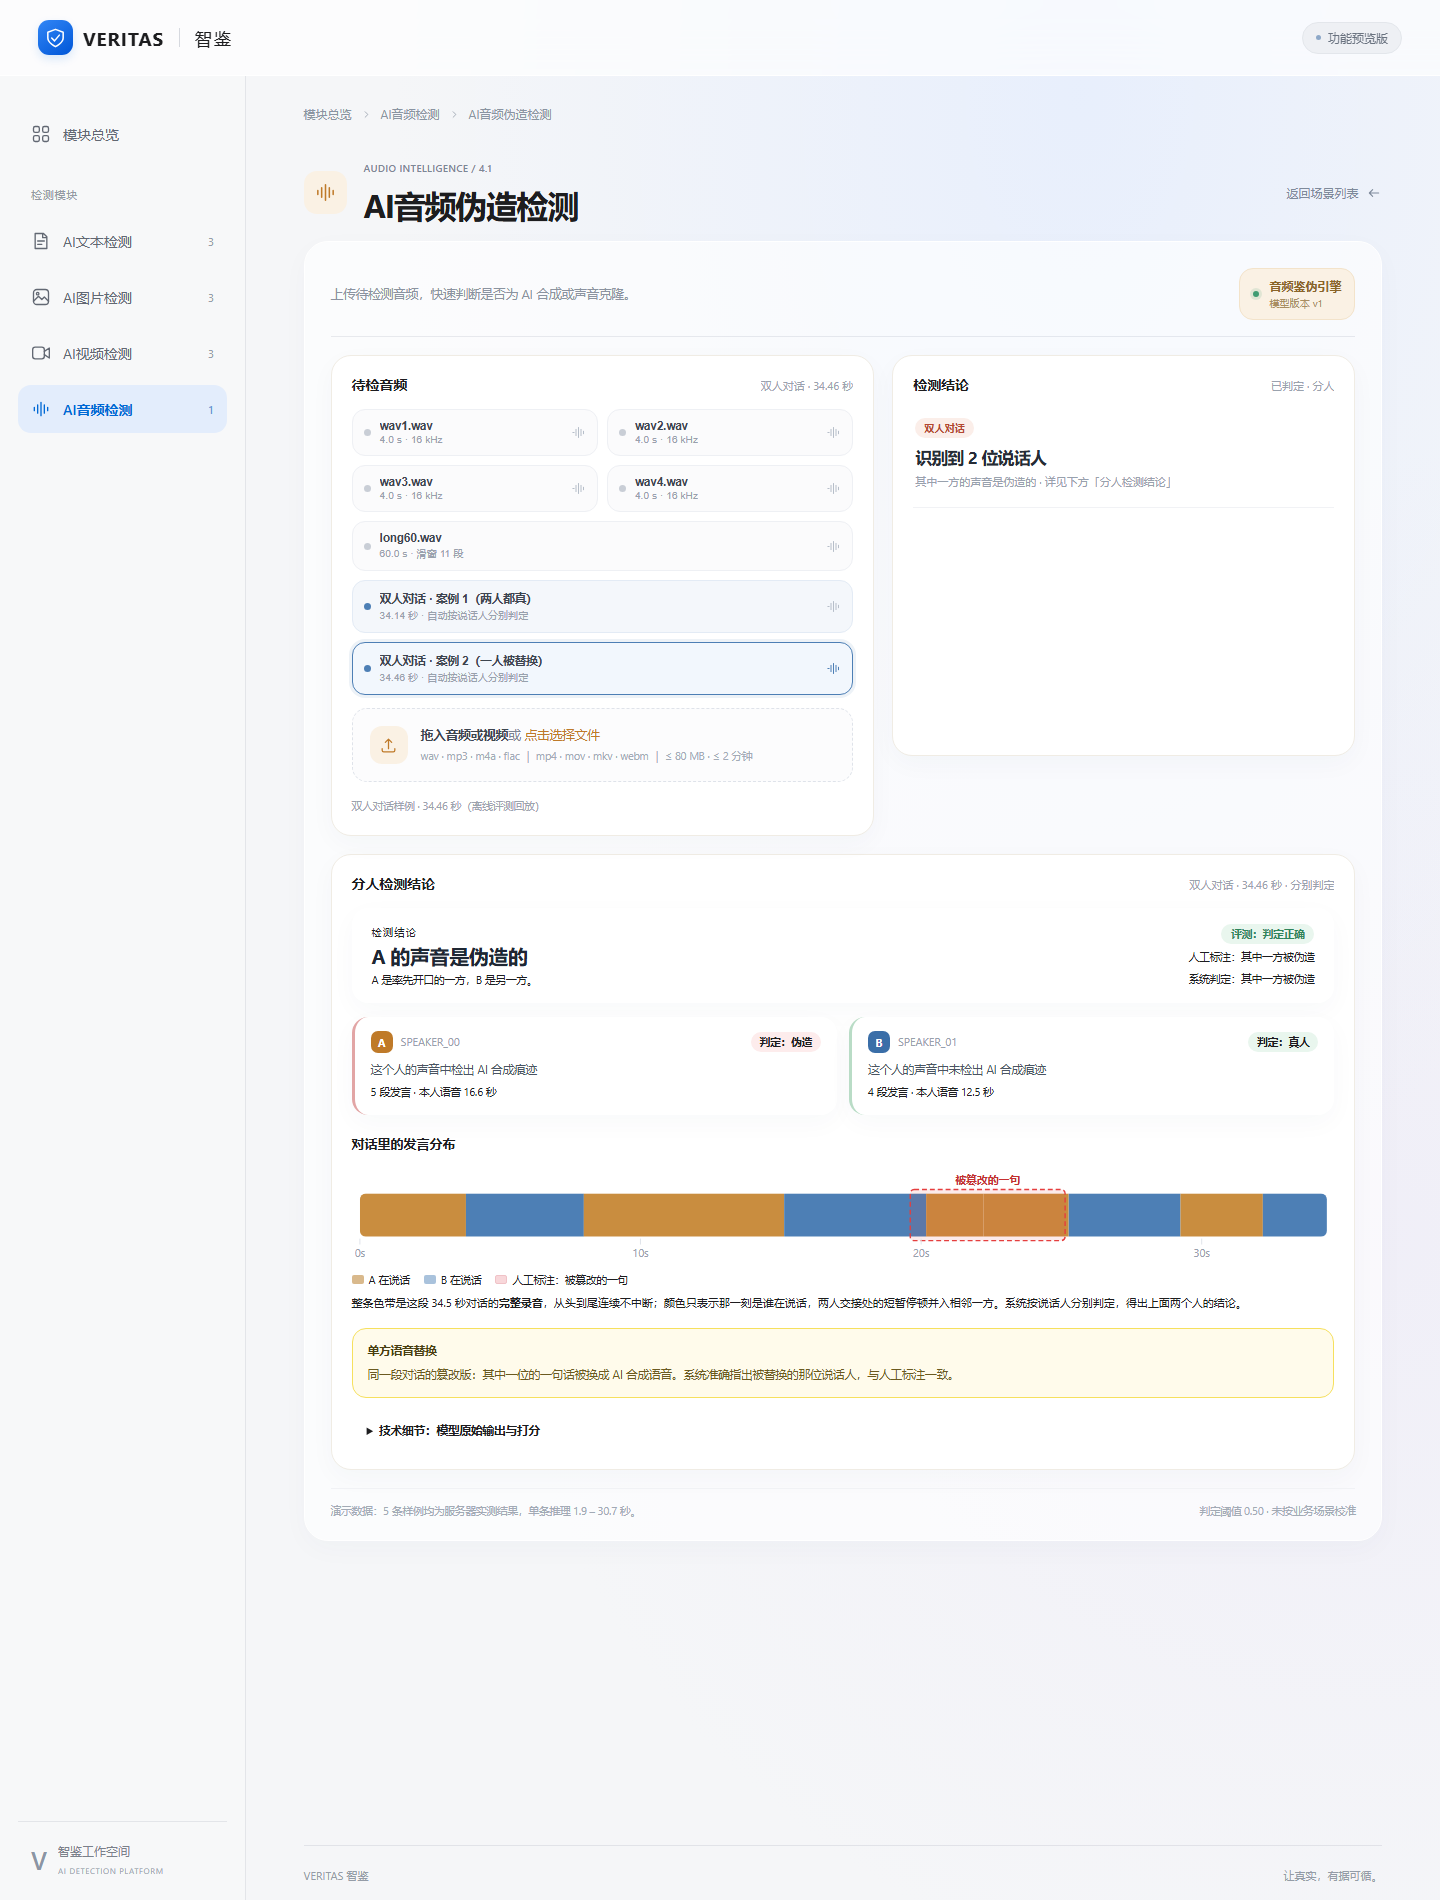 VERITAS 智鉴
功能预览版
模块总览
检测模块
AI文本检测 3
AI图片检测 3
AI视频检测 3
AI音频检测 1
模块总览 › AI音频检测 › AI音频伪造检测
AUDIO INTELLIGENCE / 4.1
AI音频伪造检测
返回场景列表 ←
上传待检测音频，快速判断是否为 AI 合成或声音克隆。
音频鉴伪引擎
模型版本 v1
待检音频
双人对话 · 34.46 秒
wav1.wav
4.0 s · 16 kHz
wav2.wav
4.0 s · 16 kHz
wav3.wav
4.0 s · 16 kHz
wav4.wav
4.0 s · 16 kHz
long60.wav
60.0 s · 滑窗 11 段
双人对话 · 案例 1（两人都真）
34.14 秒 · 自动按说话人分别判定
双人对话 · 案例 2（一人被替换）
34.46 秒 · 自动按说话人分别判定
拖入音频或视频或 点击选择文件
wav · mp3 · m4a · flac ｜ mp4 · mov · mkv · webm ｜ ≤ 80 MB · ≤ 2 分钟
双人对话样例 · 34.46 秒（离线评测回放）
检测结论
已判定 · 分人
双人对话
识别到 2 位说话人
其中一方的声音是伪造的 · 详见下方「分人检测结论」
分人检测结论
双人对话 · 34.46 秒 · 分别判定
检测结论
A 的声音是伪造的
A 是率先开口的一方，B 是另一方。
评测：判定正确
人工标注：其中一方被伪造
系统判定：其中一方被伪造
A SPEAKER_00
判定：伪造
这个人的声音中检出 AI 合成痕迹
5 段发言 · 本人语音 16.6 秒
B SPEAKER_01
判定：真人
这个人的声音中未检出 AI 合成痕迹
4 段发言 · 本人语音 12.5 秒
对话里的发言分布
被篡改的一句
0s 10s 20s 30s
A 在说话 B 在说话 人工标注：被篡改的一句
整条色带是这段 34.5 秒对话的完整录音，从头到尾连续不中断；颜色只表示那一刻是谁在说话，两人交接处的短暂停顿并入相邻一方。系统按说话人分别判定，得出上面两个人的结论。
单方语音替换
同一段对话的篡改版：其中一位的一句话被换成 AI 合成语音。系统准确指出被替换的那位说话人，与人工标注一致。
▶ 技术细节：模型原始输出与打分
演示数据：5 条样例均为服务器实测结果，单条推理 1.9 – 30.7 秒。
判定阈值 0.50 · 未按业务场景校准
V 智鉴工作空间
AI DETECTION PLATFORM
VERITAS 智鉴
让真实，有据可循。